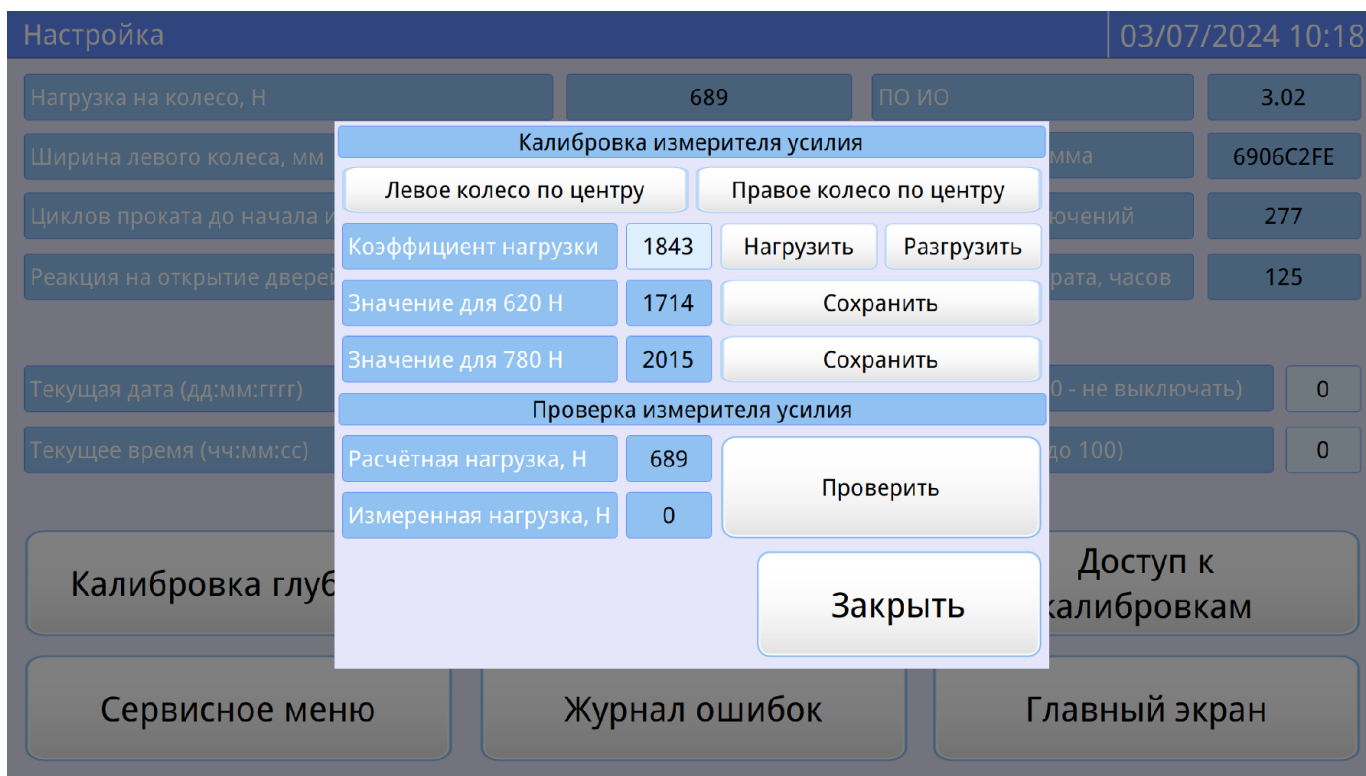 Настройка
03/07/2024 10:18
Нагрузка на колесо, Н
689
ПО ИО
3.02
Калибровка измерителя усилия
Ширина левого колеса, мм
мма
6906C2FE
Левое колесо по центру
Правое колесо по центру
Циклов проката до начала и
ючений
277
Коэффициент нагрузки
1843
Нагрузить
Разгрузить
Реакция на открытие дверей
рата, часов
125
Значение для 620 Н
1714
Сохранить
Значение для 780 Н
2015
Сохранить
Текущая дата (дд:мм:гггг)
0 - не выключать)
0
Проверка измерителя усилия
Текущее время (чч:мм:сс)
до 100)
0
Расчётная нагрузка, Н
689
Проверить
Измеренная нагрузка, Н
0
Калибровка глуб
Закрыть
Доступ к
калибровкам
Сервисное меню
Журнал ошибок
Главный экран